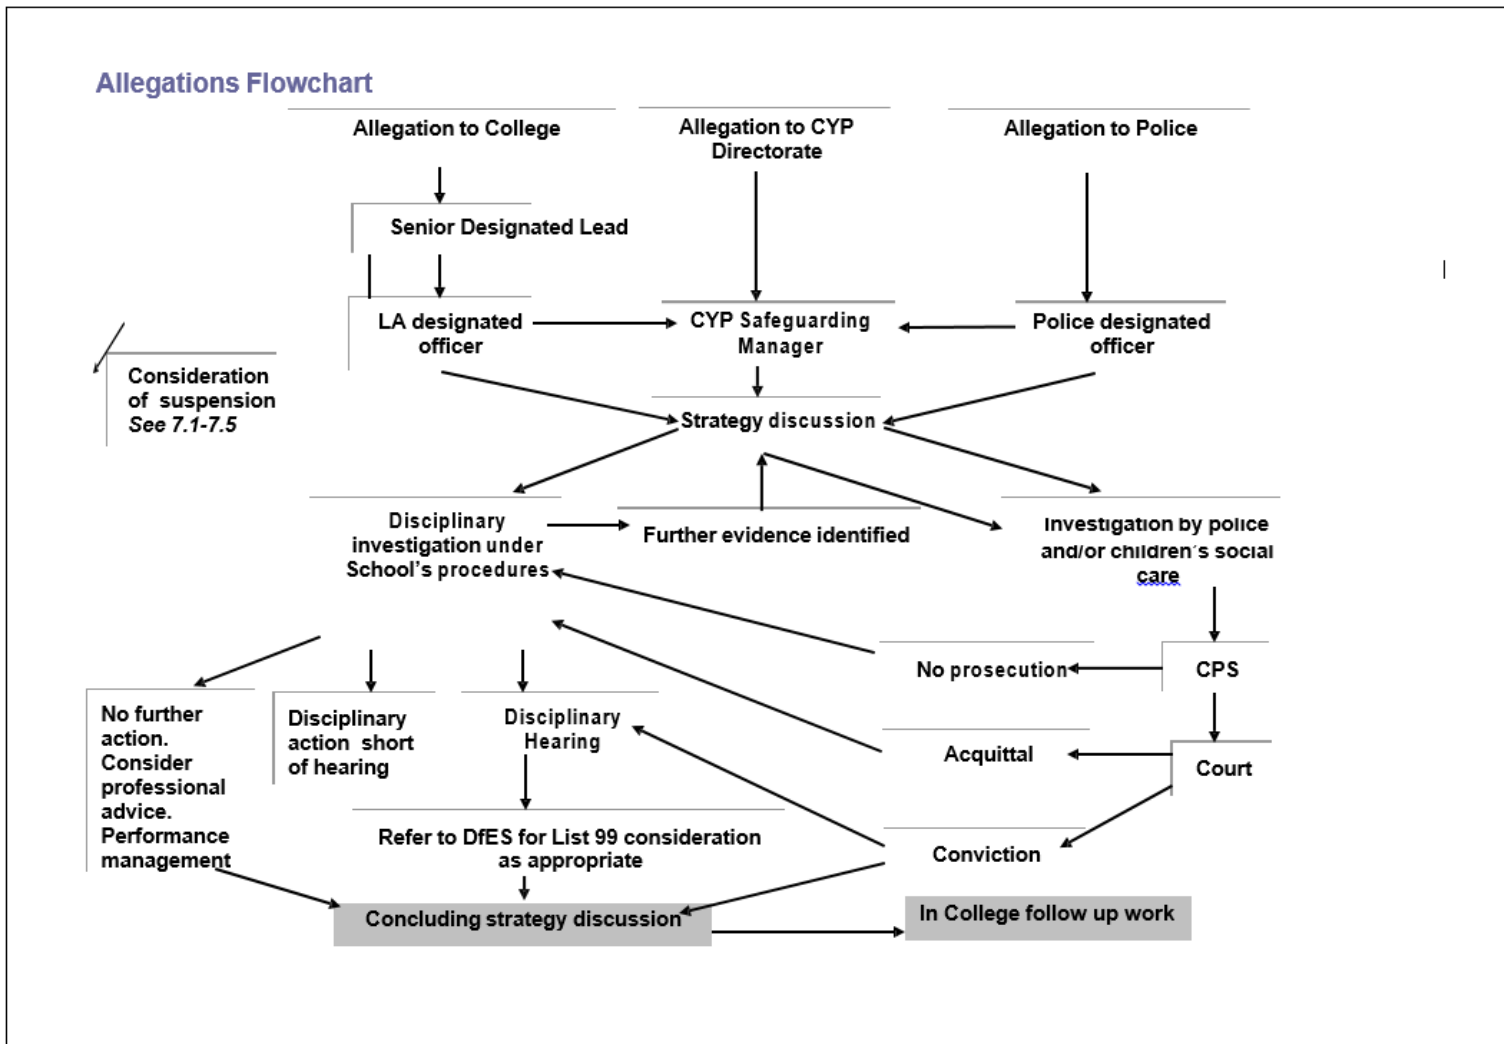 Allegations Flowchart
Allegation to College
Allegation to CYP
Directorate
Allegation to Police
Senior Designated Lead
LA designated
officer
CYP Safeguarding
Manager
Police designated
officer
Consideration
of suspension
See 7.1-7.5
Strategy discussion
Disciplinary
investigation under
School's procedures
Further evidence identified
Investigation by police
and/or children's social
care
No prosecution
CPS
No further
action.
Consider
professional
advice.
Performance
management
Disciplinary
action short
of hearing
Disciplinary
Hearing
Acquittal
Court
Refer to DfES for List 99 consideration
as appropriate
Conviction
Concluding strategy discussion
In College follow up work